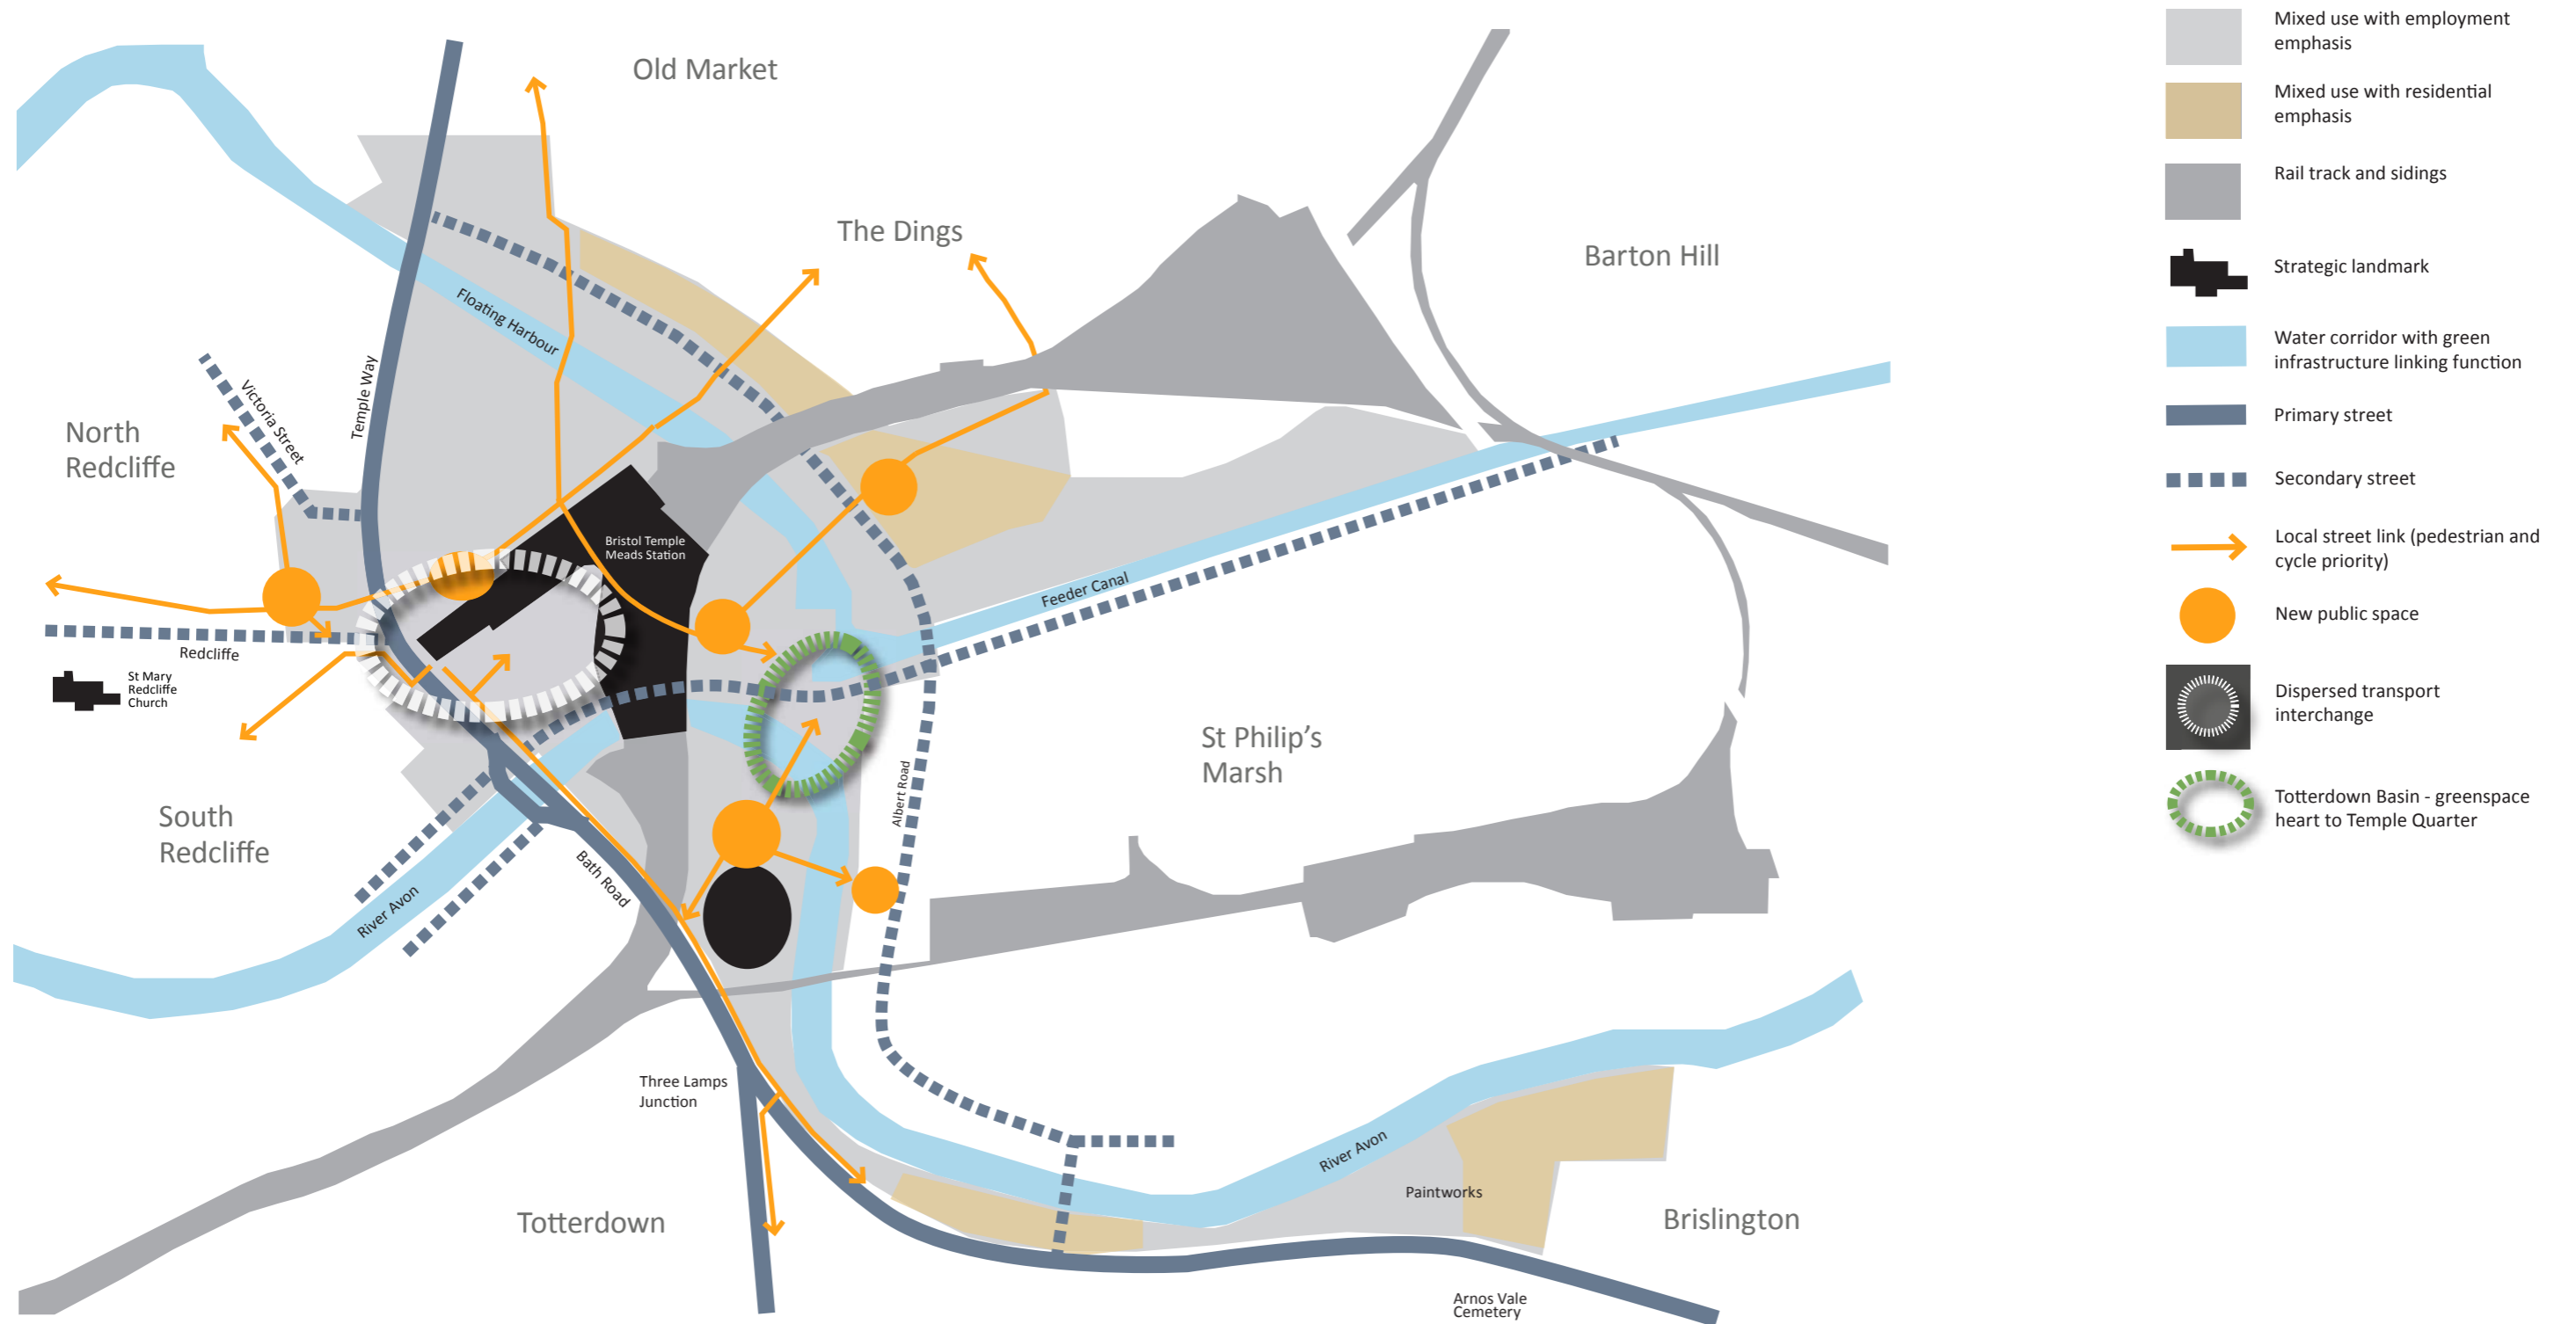 Old Market
The Dings
Barton Hill
Floating Harbour
Temple Way
Victoria Street
North
Redcliffe
Bristol Temple
Meads Station
Feeder Canal
Redcliffe
St Mary
Redcliffe
Church
St Philip's
Marsh
Albert Road
South
Redcliffe
Bath Road
River Avon
Three Lamps
Junction
River Avon
Paintworks
Totterdown
Brislington
Arnos Vale
Cemetery
Mixed use with employment
emphasis
Mixed use with residential
emphasis
Rail track and sidings
Strategic landmark
Water corridor with green
infrastructure linking function
Primary street
Secondary street
Local street link (pedestrian and
cycle priority)
New public space
Dispersed transport
interchange
Totterdown Basin - greenspace
heart to Temple Quarter